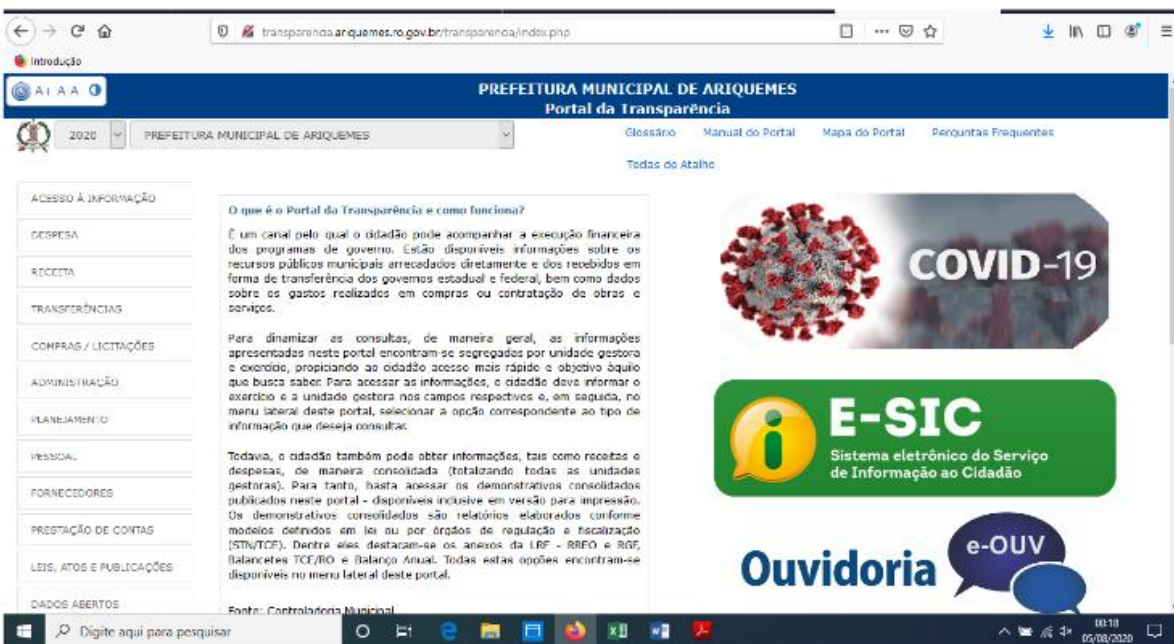 transparencia.ariquemes.ro.gov.br/transparencia/index.php
Introdução
A+ A A-
PREFEITURA MUNICIPAL DE ARIQUEMES
Portal da Transparência
2020
PREFEITURA MUNICIPAL DE ARIQUEMES
Glossário Manual do Portal Mapa do Portal Perguntas Frequentes
Teclas de Atalho
ACESSO À INFORMAÇÃO
DESPESA
RECEITA
TRANSFERÊNCIAS
COMPRAS / LICITAÇÕES
ADMINISTRAÇÃO
PLANEJAMENTO
PESSOAL
FORNECEDORES
PRESTAÇÃO DE CONTAS
LEIS, ATOS E PUBLICAÇÕES
DADOS ABERTOS
O que é o Portal da Transparência e como funciona?
É um canal pelo qual o cidadão pode acompanhar a execução financeira
dos programas de governo. Estão disponíveis informações sobre os
recursos públicos municipais arrecadados diretamente e dos recebidos em
forma de transferência dos governos estadual e federal, bem como dados
sobre os gastos realizados em compras ou contratação de obras e
serviços.
Para dinamizar as consultas, de maneira geral, as informações
apresentadas neste portal encontram-se segregadas por unidade gestora
e exercício, propiciando ao cidadão acesso mais rápido e objetivo àquilo
que busca saber. Para acessar as informações, o cidadão deve informar o
exercício e a unidade gestora nos campos respectivos e, em seguida, no
menu lateral deste portal, selecionar a opção correspondente ao tipo de
informação que deseja consultar.
Todavia, o cidadão também pode obter informações, tais como receitas e
despesas, de maneira consolidada (totalizando todas as unidades
gestoras). Para tanto, basta acessar os demonstrativos consolidados
publicados neste portal - disponíveis inclusive em versão para impressão.
Os demonstrativos consolidados são relatórios elaborados conforme
modelos definidos em lei ou por órgãos de regulação e fiscalização
(STN/TCE). Dentre eles destacam-se os anexos da LRF - RREO e RGF,
Balancetes TCE/RO e Balanço Anual. Todas estas opções encontram-se
disponíveis no menu lateral deste portal.
Fonte: Controladoria Municipal
COVID-19
E-SIC
Sistema eletrônico do Serviço
de Informação ao Cidadão
Ouvidoria
e-OUV
Digite aqui para pesquisar
00:18
05/08/2020